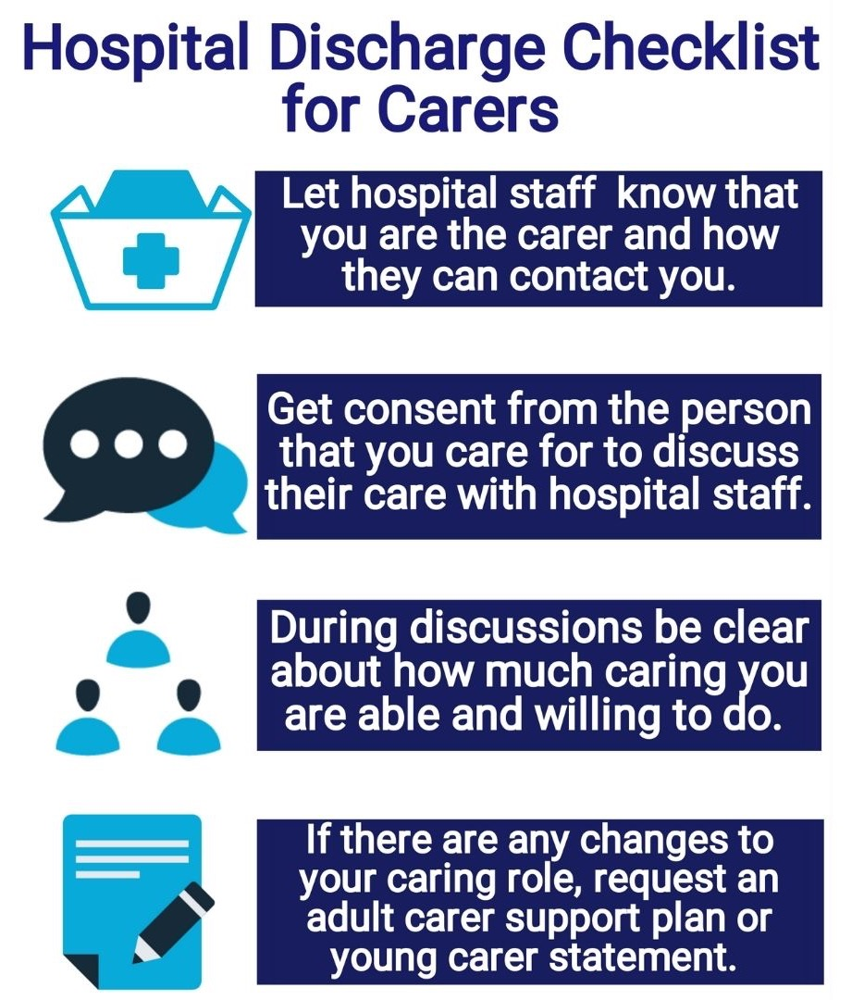 Hospital Discharge Checklist
for Carers
Let hospital staff know that
you are the carer and how
they can contact you.
Get consent from the person
that you care for to discuss
their care with hospital staff.
During discussions be clear
about how much caring you
are able and willing to do.
If there are any changes to
your caring role, request an
adult carer support plan or
young carer statement.